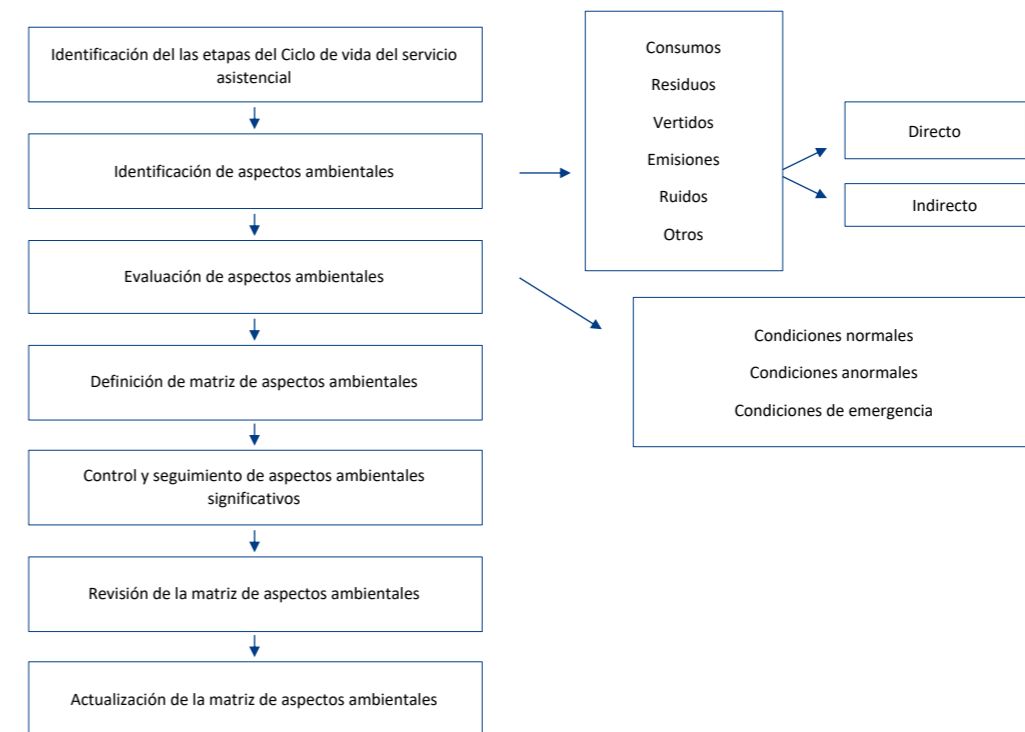 Identificación del las etapas del Ciclo de vida del servicio
asistencial
Identificación de aspectos ambientales
Evaluación de aspectos ambientales
Definición de matriz de aspectos ambientales
Control y seguimiento de aspectos ambientales
significativos
Revisión de la matriz de aspectos ambientales
Actualización de la matriz de aspectos ambientales
Consumos
Residuos
Vertidos
Emisiones
Ruidos
Otros
Directo
Indirecto
Condiciones normales
Condiciones anormales
Condiciones de emergencia